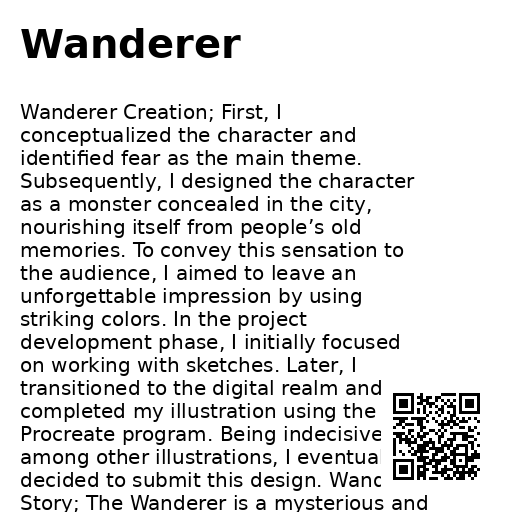 Wanderer
Wanderer Creation; First, I
conceptualized the character and
identified fear as the main theme.
Subsequently, I designed the character
as a monster concealed in the city,
nourishing itself from people’s old
memories. To convey this sensation to
the audience, I aimed to leave an
unforgettable impression by using
striking colors. In the project
development phase, I initially focused
on working with sketches. Later, I
transitioned to the digital realm and
completed my illustration using the
Procreate program. Being indecisive
among other illustrations, I
decided to submit this design.
Story; The Wanderer is a mysterious and